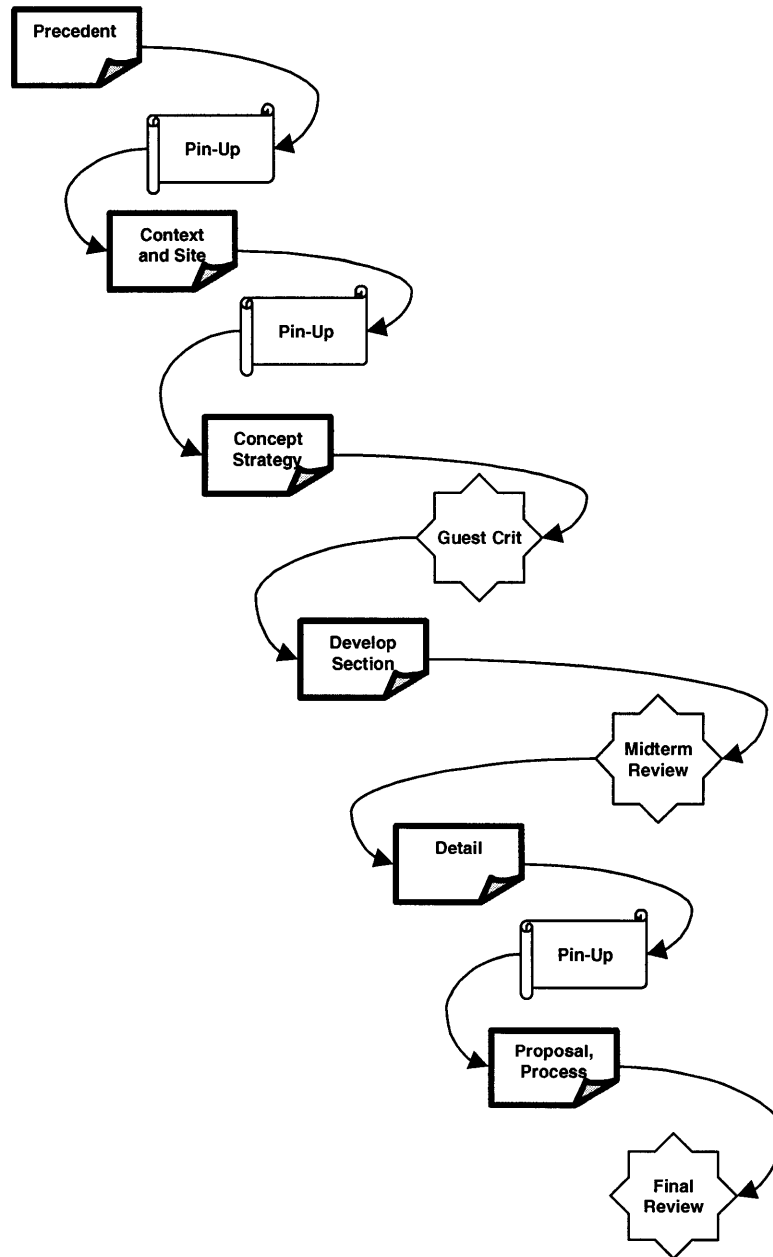 Precedent
Pin-Up
Context
and Site
Pin-Up
Concept
Strategy
Guest Crit
Develop
Section
Midterm
Review
Detail
Pin-Up
Proposal,
Process
Final
Review